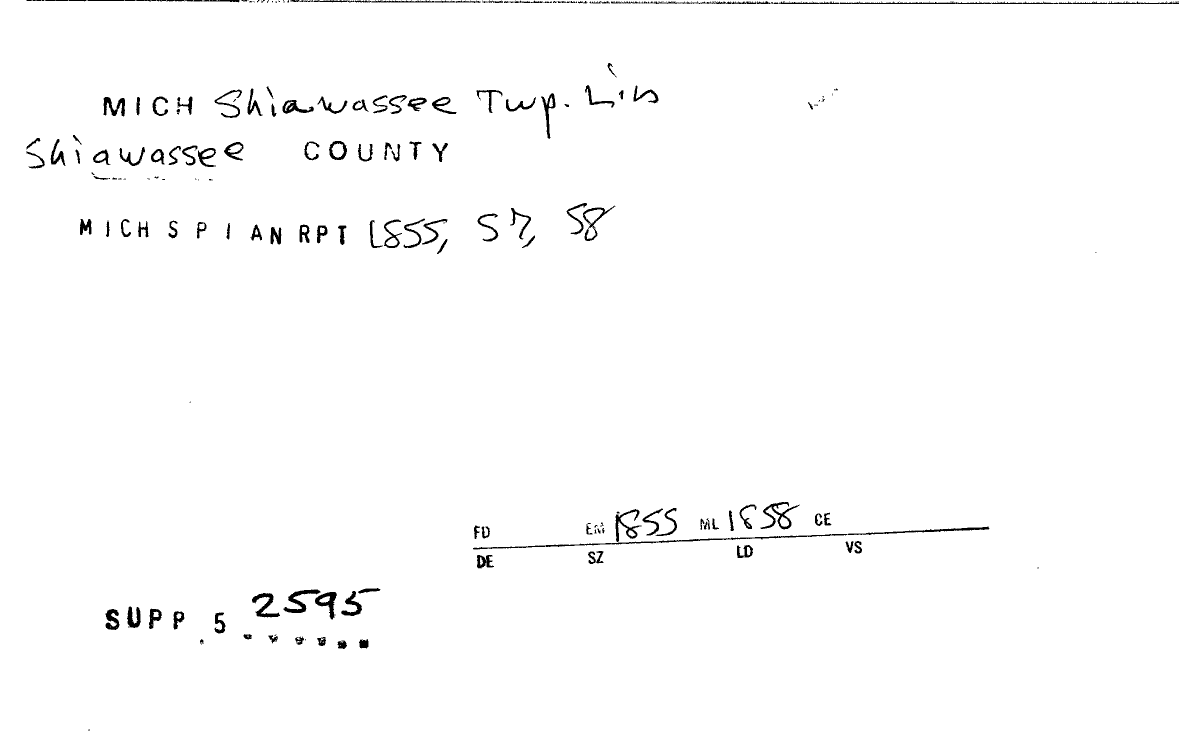 MICH Shiawassee Twp. Lib
Shiawassee COUNTY
MICH S P I AN RPT 1855, 57, 58
FD EM 1855 ML 1858 CE
DE SZ LD VS
SUPP. 5 2595